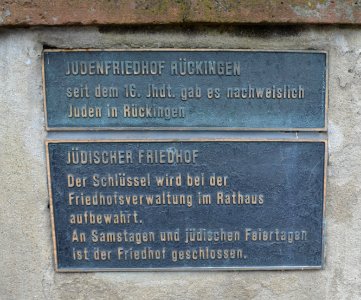 JUDENFRIEDHOF RÜCKINGEN
seit dem 16. Jhdt. gab es nachweislich
Juden in Rückingen
JÜDISCHER FRIEDHOF
Der Schlüssel wird bei der
Friedhofsverwaltung im Rathaus
aufbewahrt.
An Samstagen und jüdischen Feiertagen
ist der Friedhof geschlossen.